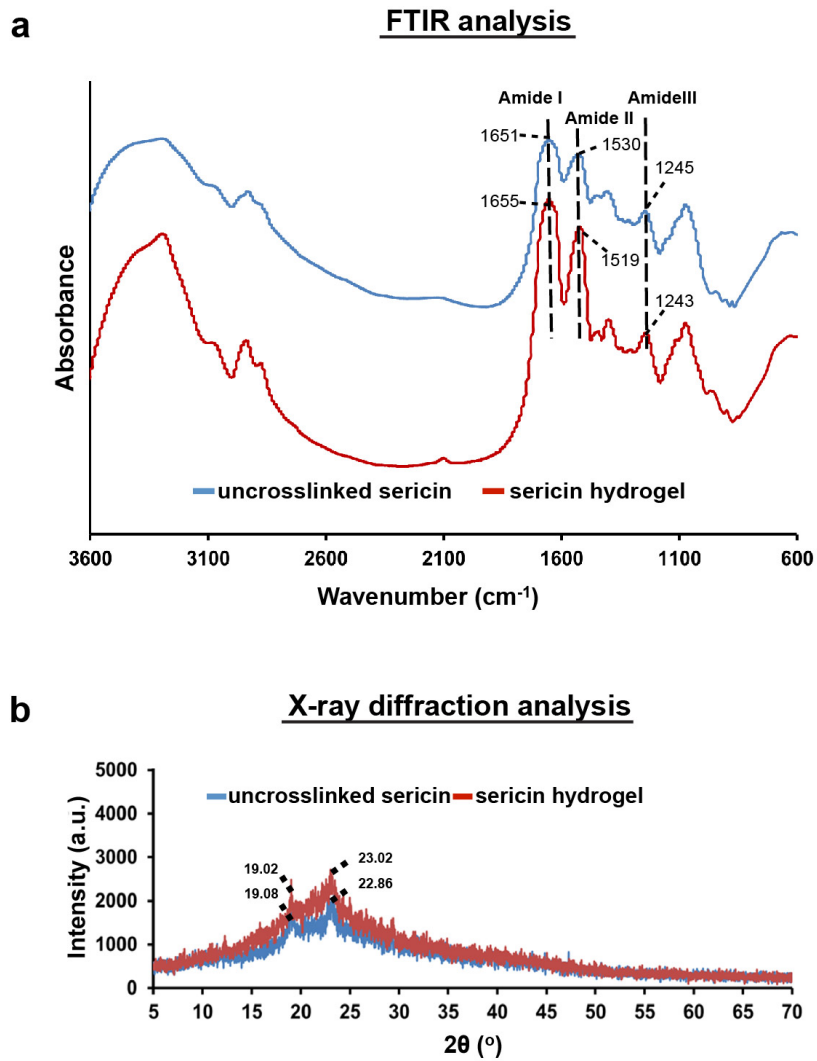 a
FTIR analysis
Amide I
Amide II
AmideIII
1651
1530
1245
1655
1519
1243
Absorbance
uncrosslinked sericin
sericin hydrogel
3600 3100 2600 2100 1600 1100 600
Wavenumber (cm-1)
b
X-ray diffraction analysis
5000
4000
3000
2000
1000
0
Intensity (a.u.)
uncrosslinked sericin
sericin hydrogel
19.02
19.08
23.02
22.86
5 10 15 20 25 30 35 40 45 50 55 60 65 70
2θ (o)